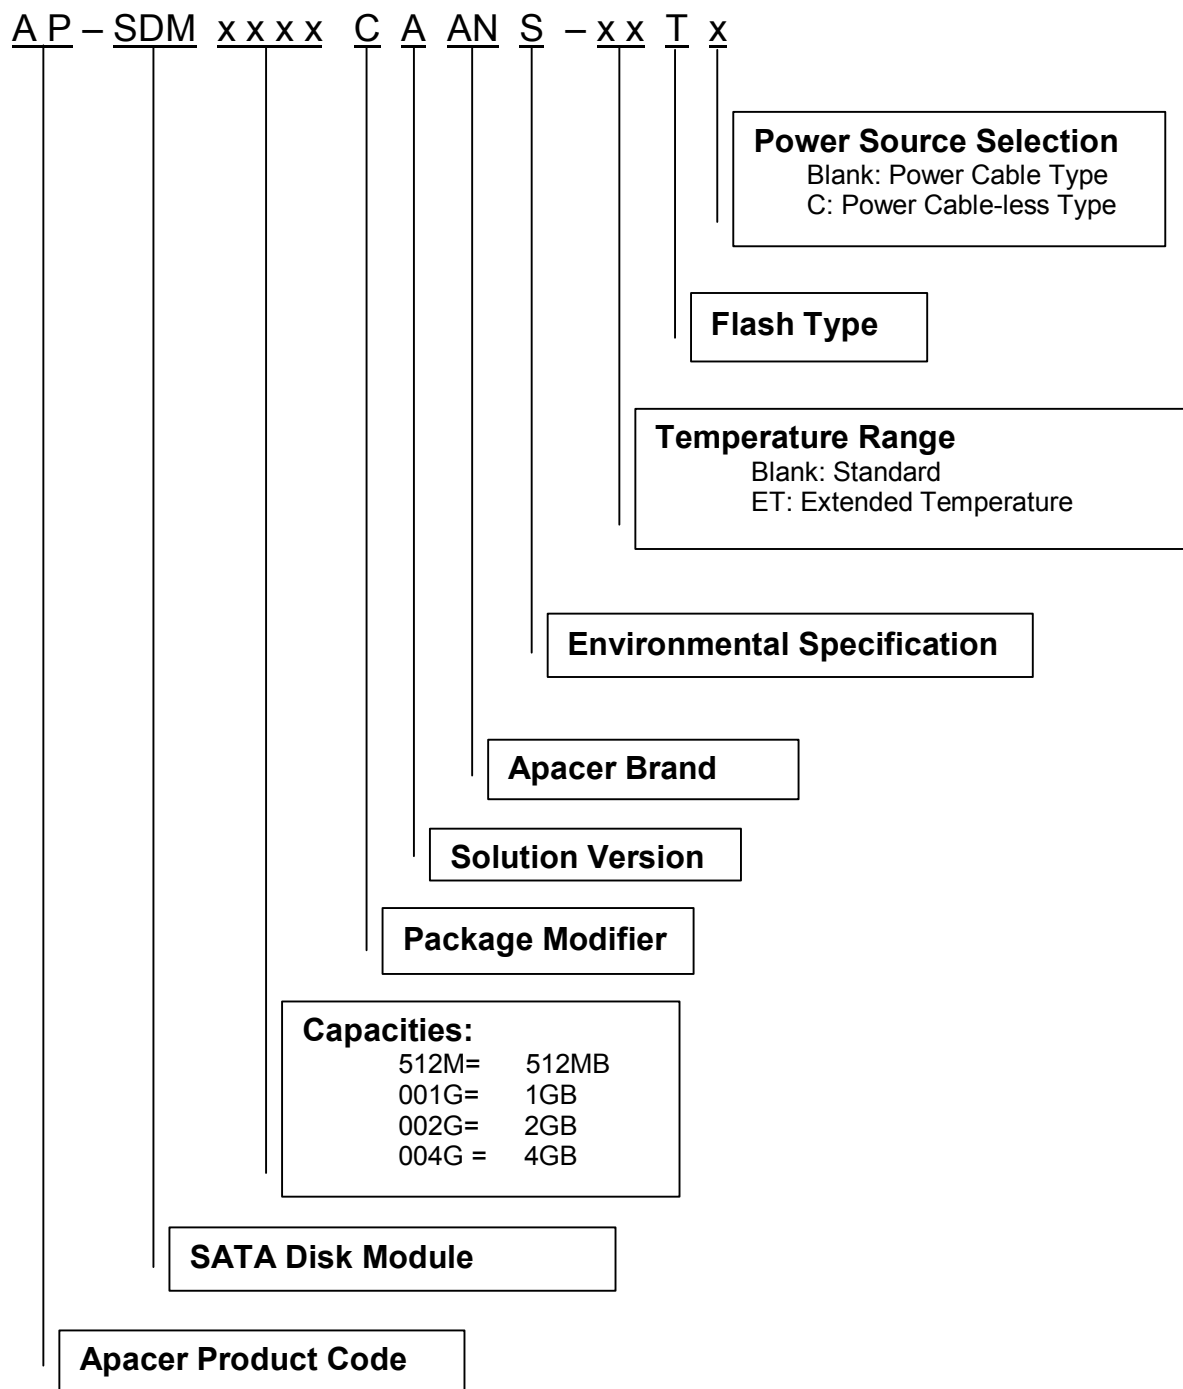 A P – SDM x x x x C A AN S – x x T x
Power Source Selection
Blank: Power Cable Type
C: Power Cable-less Type
Flash Type
Temperature Range
Blank: Standard
ET: Extended Temperature
Environmental Specification
Apacer Brand
Solution Version
Package Modifier
Capacities:
512M= 512MB
001G= 1GB
002G= 2GB
004G = 4GB
SATA Disk Module
Apacer Product Code